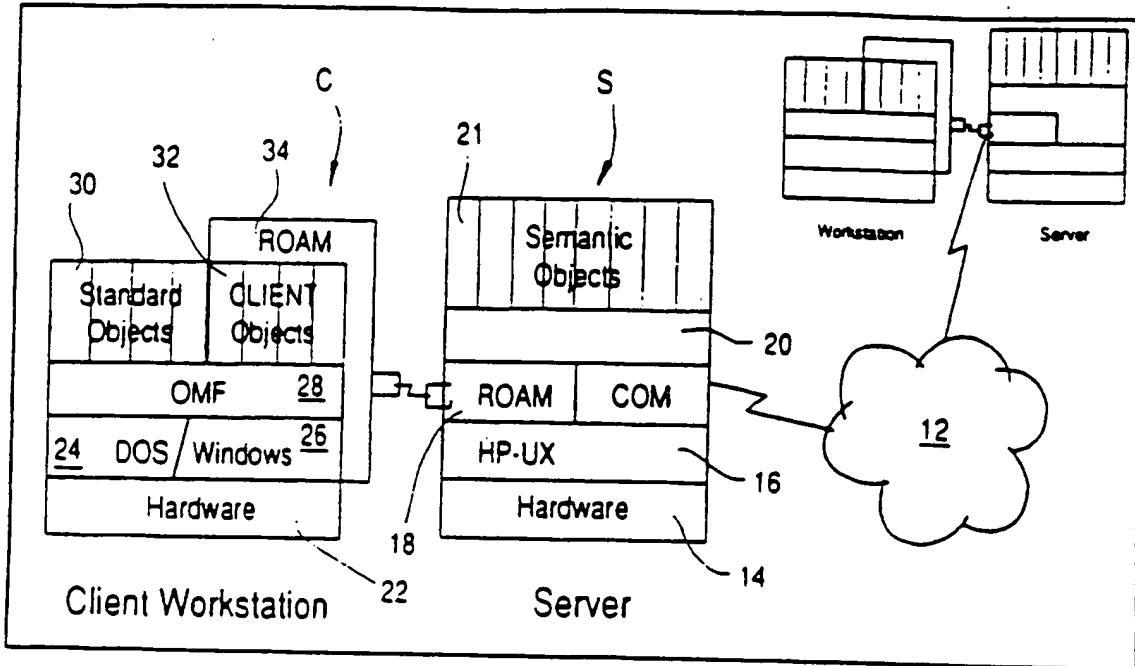 C
S
21
34
32
30
ROAM
Semantic
Objects
Standard
Objects
CLIENT
Objects
20
OMF 28
ROAM COM
24 DOS Windows 26
HP-UX
16
Hardware
Hardware
18
14
22
Client Workstation
Server
12
Workstation
Server